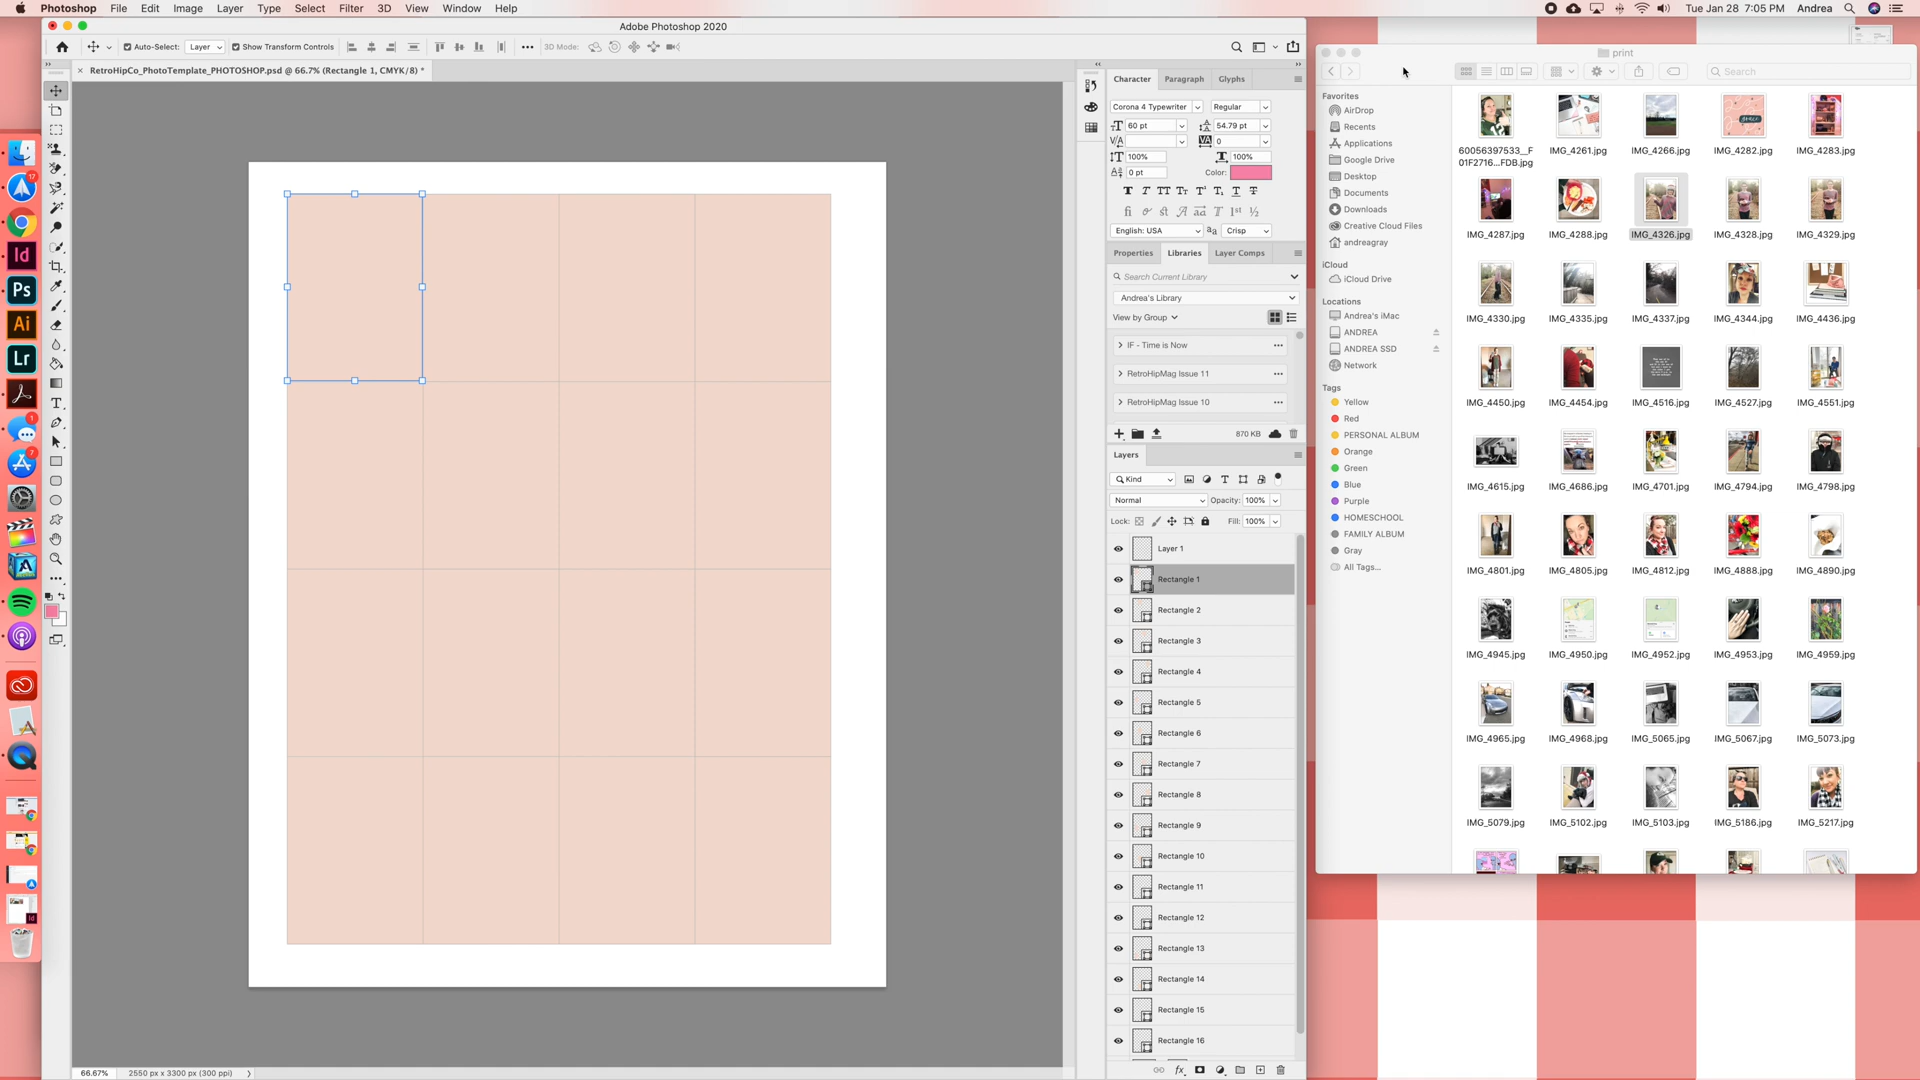 Photoshop File Edit Image Layer Type Select Filter 3D View Window Help
Tue Jan 28 7:05 PM Andrea
Adobe Photoshop 2020
Auto-Select: Layer Show Transform Controls 3D Mode:
RetroHipCo_PhotoTemplate_PHOTOSHOP.psd @ 66.7% (Rectangle 1, CMYK/8) *
Character Paragraph Glyphs
Corona 4 Typewriter Regular
60 pt 54.79 pt
0
100% 100%
0 pt Color:
English: USA aa Crisp
Properties Libraries Layer Comps
Search Current Library
Andrea's Library
View by Group
IF - Time is Now
RetroHipMag Issue 11
RetroHipMag Issue 10
870 KB
Layers
Kind
Normal Opacity: 100%
Lock: Fill: 100%
Layer 1
Rectangle 1
Rectangle 2
Rectangle 3
Rectangle 4
Rectangle 5
Rectangle 6
Rectangle 7
Rectangle 8
Rectangle 9
Rectangle 10
Rectangle 11
Rectangle 12
Rectangle 13
Rectangle 14
Rectangle 15
Rectangle 16
66.67% 2550 px x 3300 px (300 ppi)
17
Id
Ps
Ai
Lr
1
7
print
Search
Favorites
AirDrop
Recents
Applications
Google Drive
Desktop
Documents
Downloads
Creative Cloud Files
andreagray
iCloud
iCloud Drive
Locations
Andrea's iMac
ANDREA
ANDREA SSD
Network
Tags
Yellow
Red
PERSONAL ALBUM
Orange
Green
Blue
Purple
HOMESCHOOL
FAMILY ALBUM
Gray
All Tags...
grace
60056397533__F
01F2716...FDB.jpg IMG_4261.jpg IMG_4266.jpg IMG_4282.jpg IMG_4283.jpg
IMG_4287.jpg IMG_4288.jpg IMG_4326.jpg IMG_4328.jpg IMG_4329.jpg
IMG_4330.jpg IMG_4335.jpg IMG_4337.jpg IMG_4344.jpg IMG_4436.jpg
IMG_4450.jpg IMG_4454.jpg IMG_4516.jpg IMG_4527.jpg IMG_4551.jpg
IMG_4615.jpg IMG_4686.jpg IMG_4701.jpg IMG_4794.jpg IMG_4798.jpg
IMG_4801.jpg IMG_4805.jpg IMG_4812.jpg IMG_4888.jpg IMG_4890.jpg
IMG_4945.jpg IMG_4950.jpg IMG_4952.jpg IMG_4953.jpg IMG_4959.jpg
IMG_4965.jpg IMG_4968.jpg IMG_5065.jpg IMG_5067.jpg IMG_5073.jpg
IMG_5079.jpg IMG_5102.jpg IMG_5103.jpg IMG_5186.jpg IMG_5217.jpg